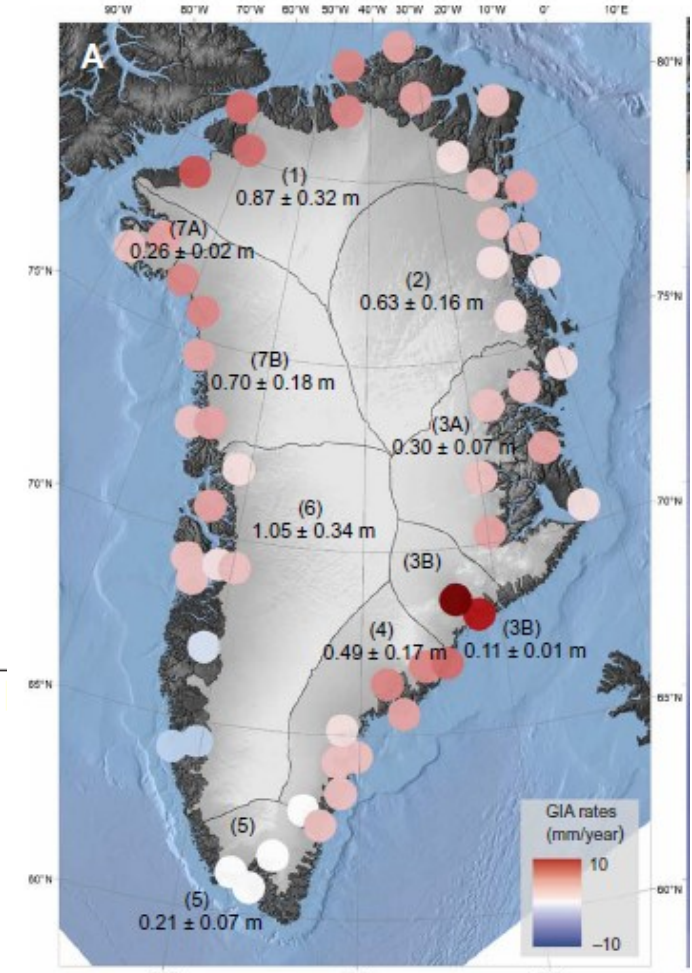 90°W 80°W 70°W 60°W 50°W 40°W 30°W 20°W 10°W 0° 10°E
A
80°N
(1)
0.87 ± 0.32 m
(7A)
0.26 ± 0.02 m
75°N
75°N
(2)
0.63 ± 0.16 m
(7B)
0.70 ± 0.18 m
(3A)
0.30 ± 0.07 m
70°N
70°N
(6)
1.05 ± 0.34 m
(3B)
(4)
0.49 ± 0.17 m
(3B)
0.11 ± 0.01 m
65°N
65°N
(5)
GIA rates
(mm/year)
10
−10
60°N
60°N
(5)
0.21 ± 0.07 m